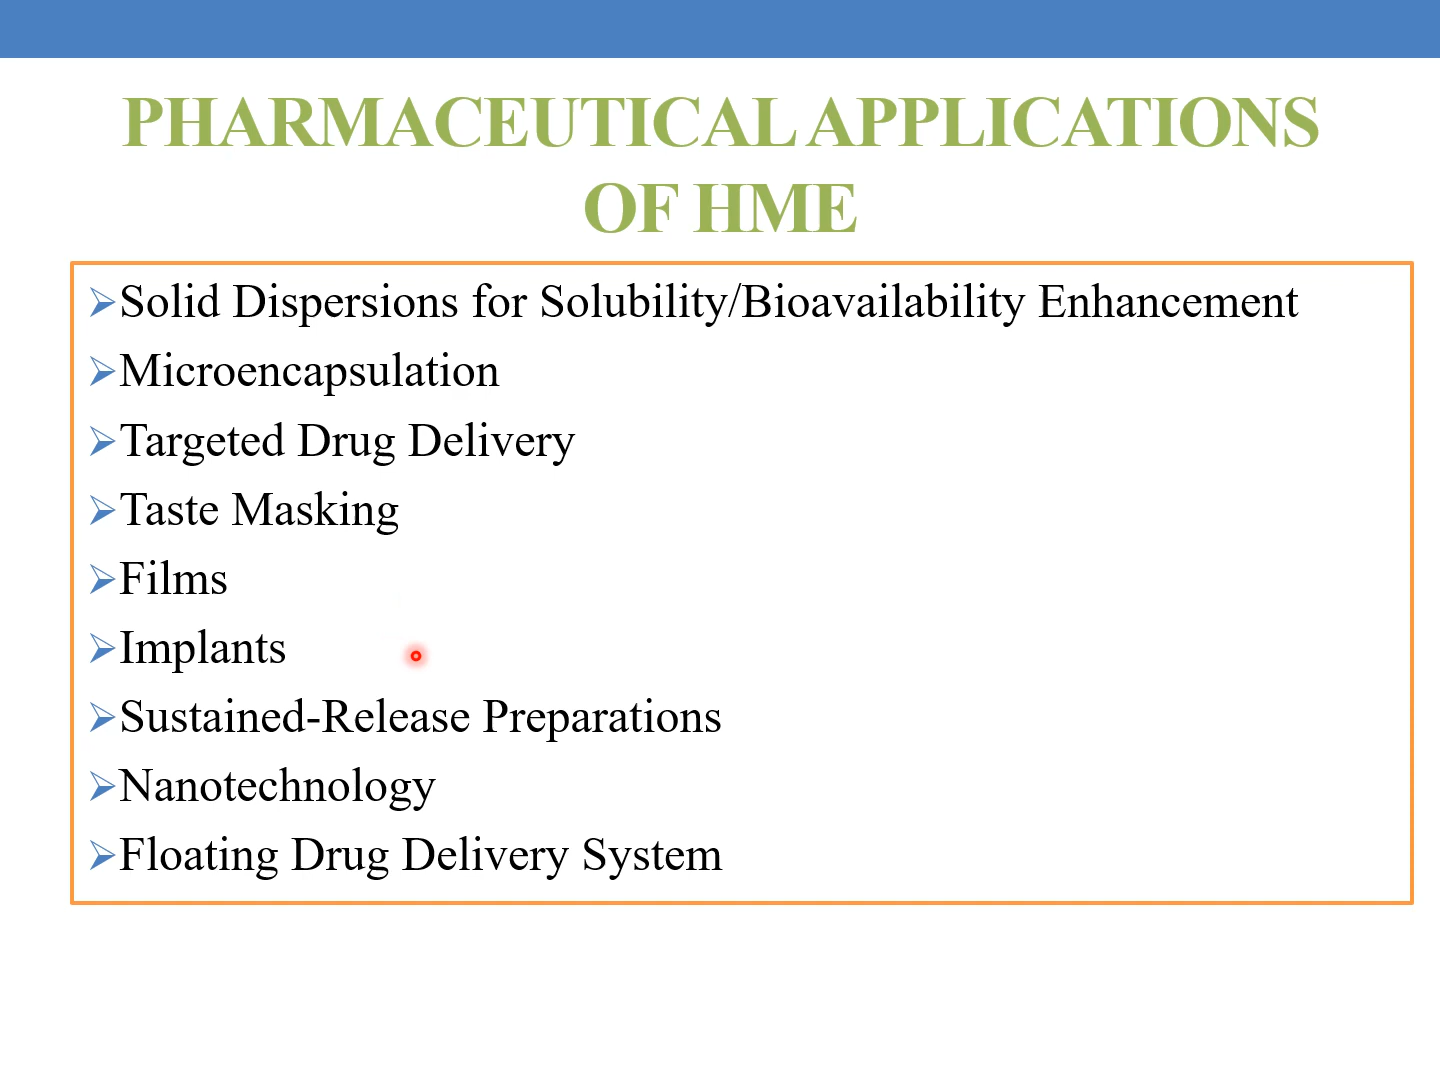 PHARMACEUTICAL APPLICATIONS
OF HME
Solid Dispersions for Solubility/Bioavailability Enhancement
Microencapsulation
Targeted Drug Delivery
Taste Masking
Films
Implants
Sustained-Release Preparations
Nanotechnology
Floating Drug Delivery System